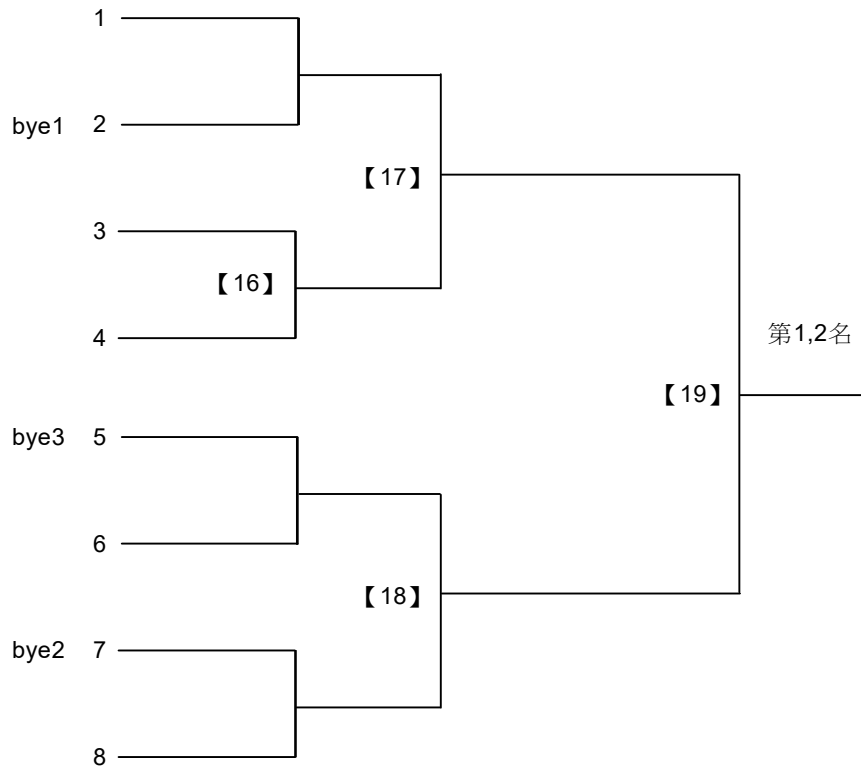 1
bye1 2
【17】
3
【16】
4
第1,2名
【19】
bye3 5
6
【18】
bye2 7
8